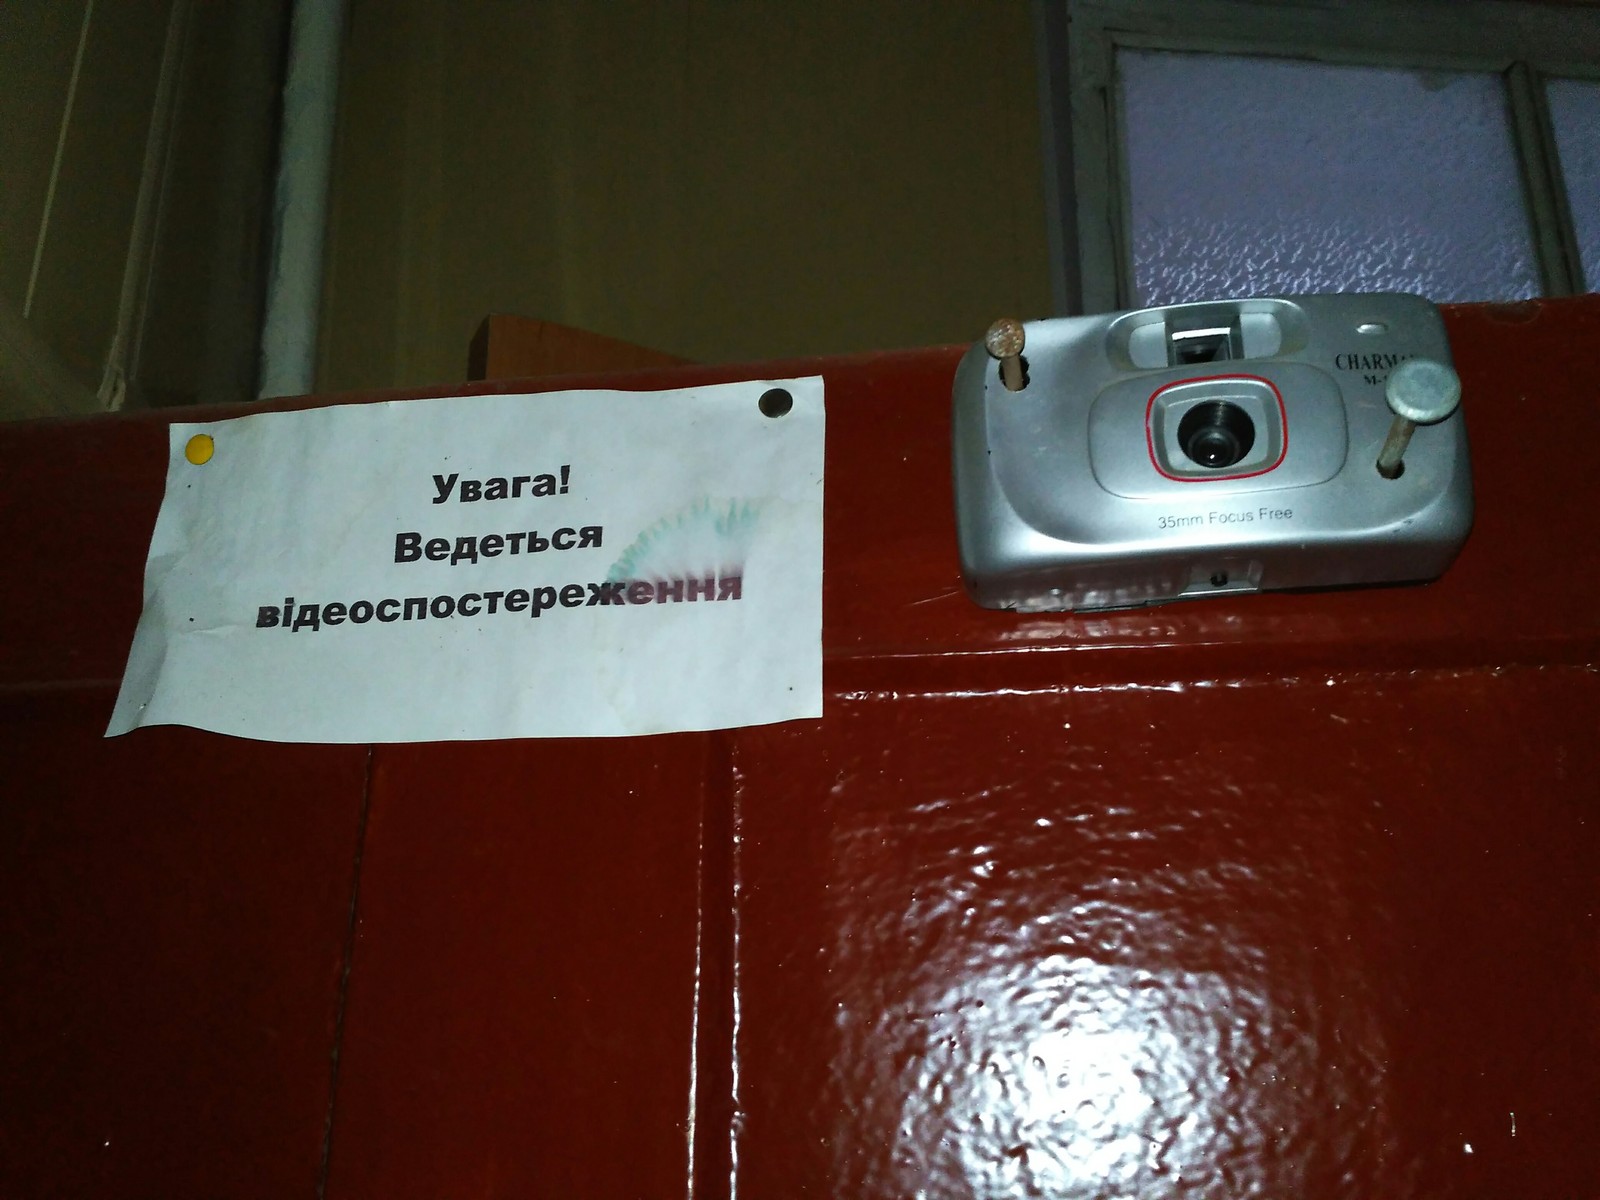 Увага!
Ведеться
відеоспостереження
35mm Focus Free